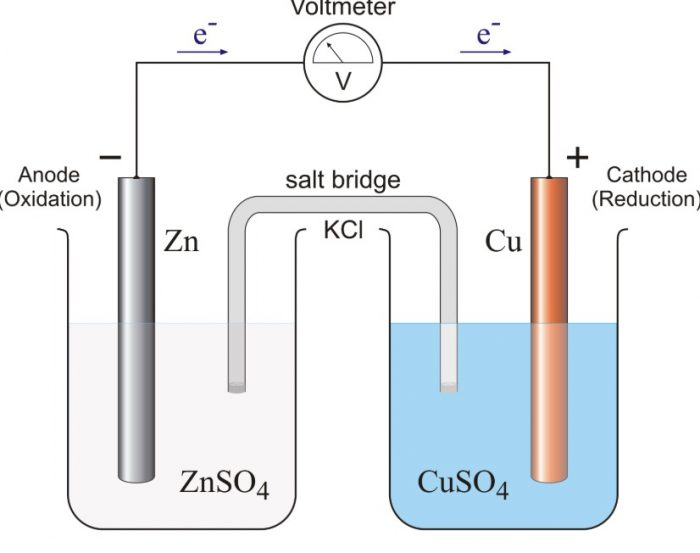 Voltmeter
e⁻
e⁻
V
−
+
Anode
(Oxidation)
Cathode
(Reduction)
salt bridge
KCl
Zn
Cu
ZnSO₄
CuSO₄